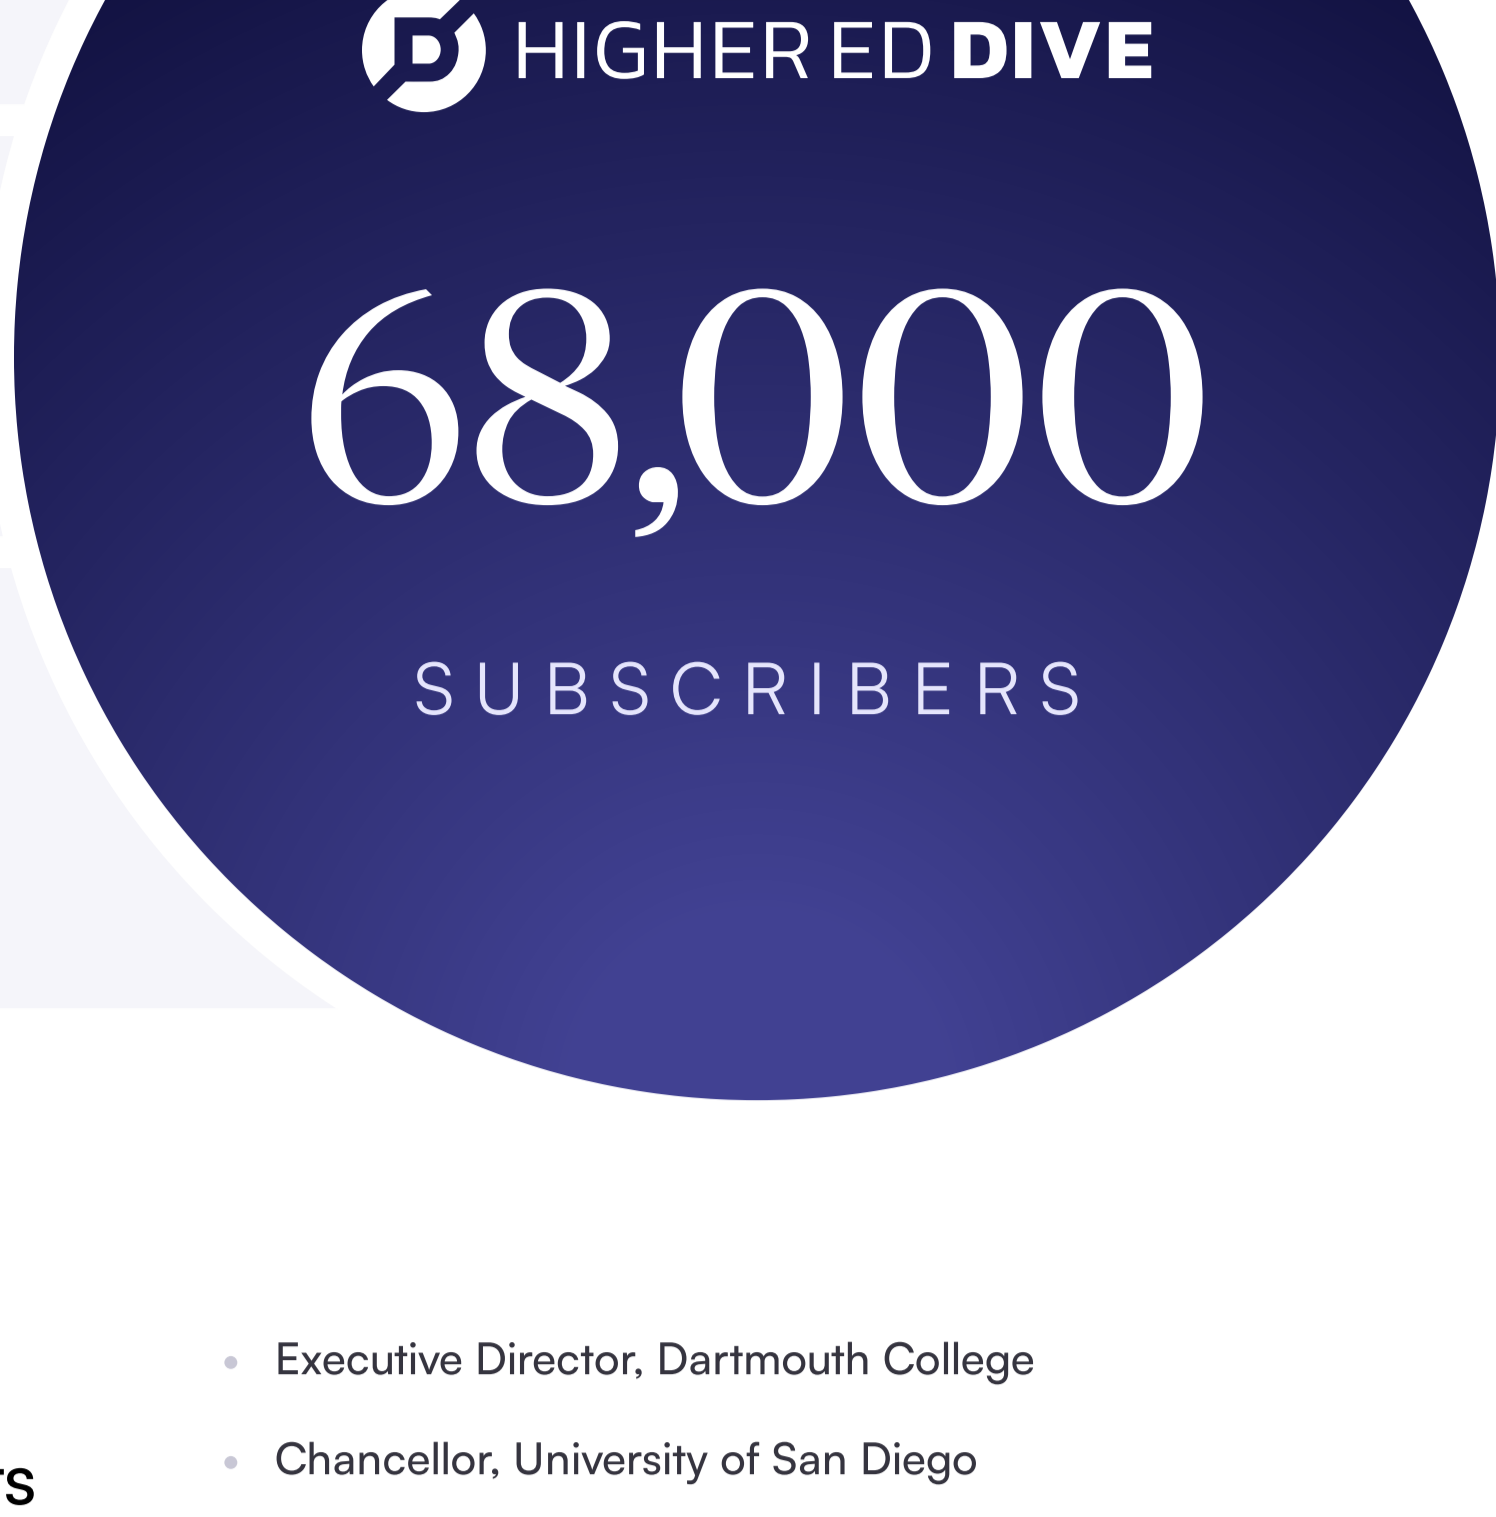 HIGHER ED DIVE
68,000
SUBSCRIBERS
Executive Director, Dartmouth College
Chancellor, University of San Diego